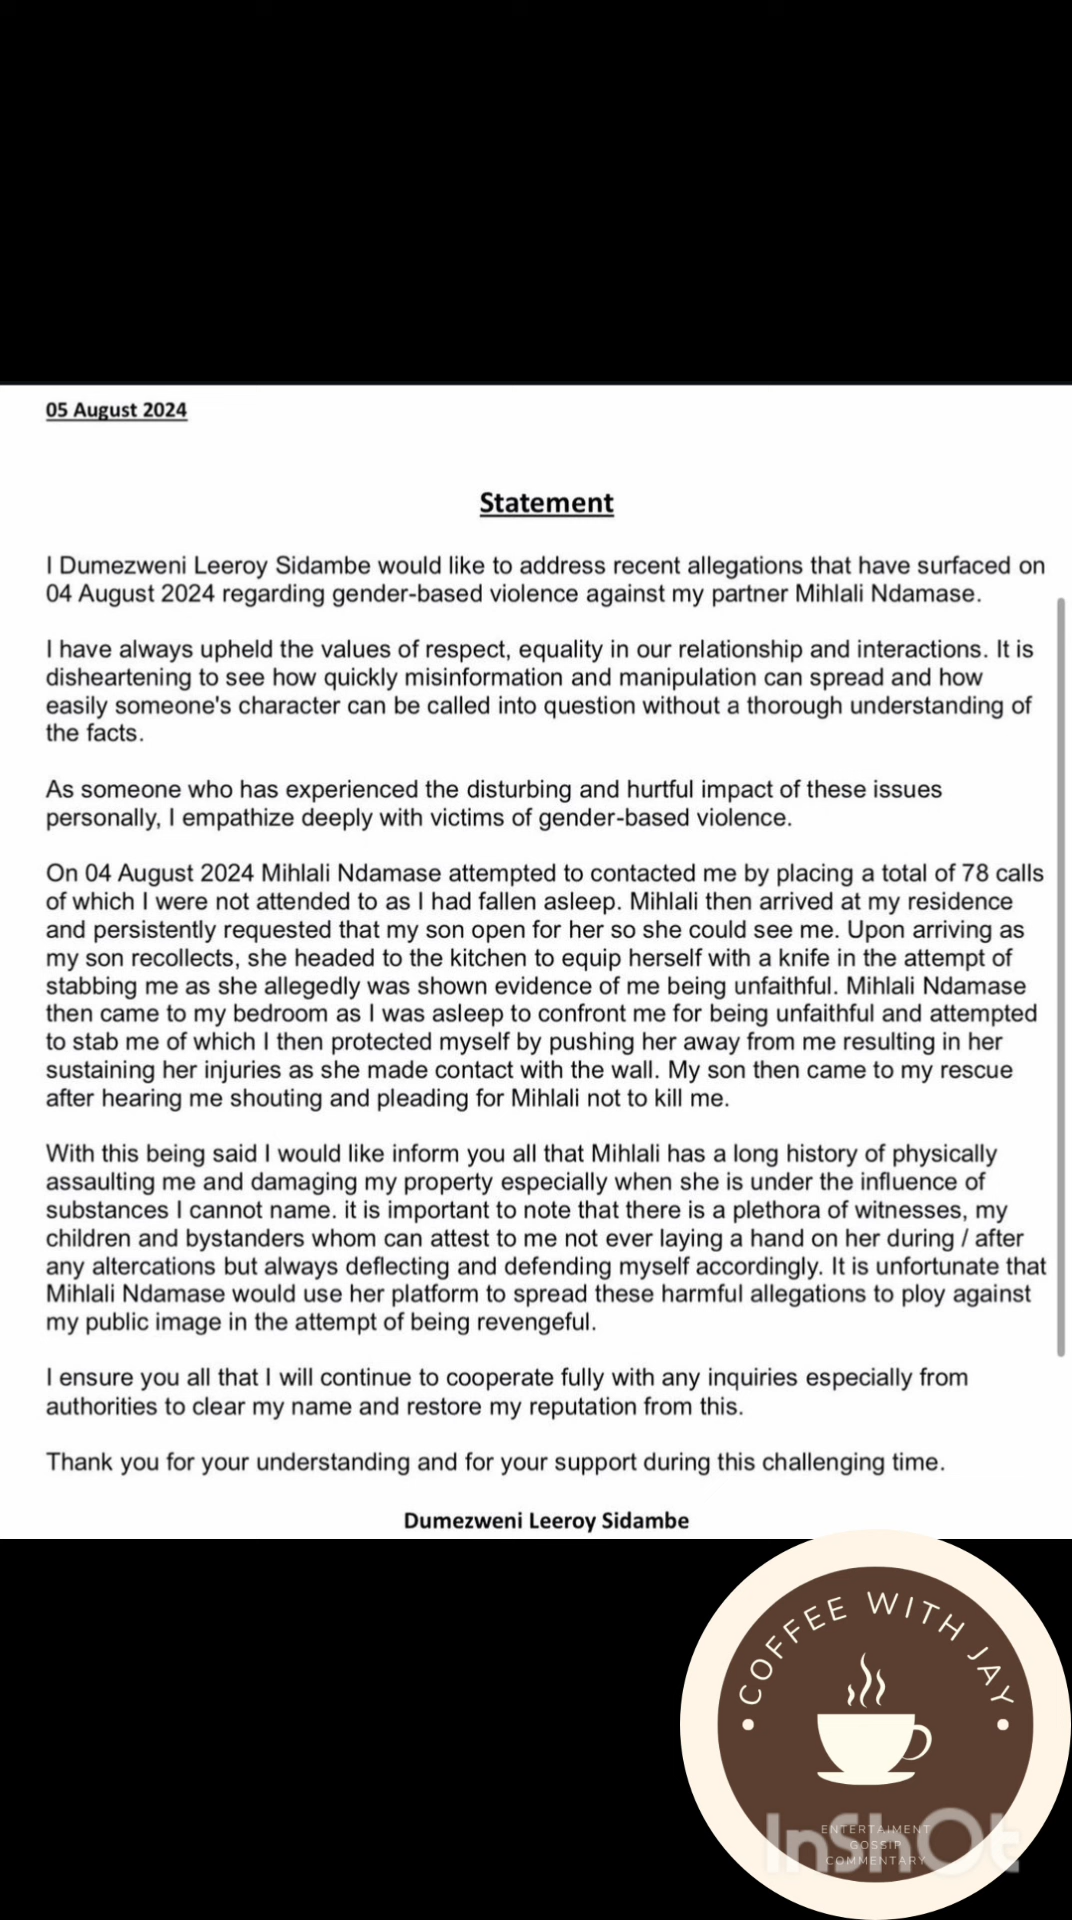 05 August 2024
Statement
I Dumezweni Leeroy Sidambe would like to address recent allegations that have surfaced on
04 August 2024 regarding gender-based violence against my partner Mihlali Ndamase.
I have always upheld the values of respect, equality in our relationship and interactions. It is
disheartening to see how quickly misinformation and manipulation can spread and how
easily someone's character can be called into question without a thorough understanding of
the facts.
As someone who has experienced the disturbing and hurtful impact of these issues
personally, I empathize deeply with victims of gender-based violence.
On 04 August 2024 Mihlali Ndamase attempted to contacted me by placing a total of 78 calls
of which I were not attended to as I had fallen asleep. Mihlali then arrived at my residence
and persistently requested that my son open for her so she could see me. Upon arriving as
my son recollects, she headed to the kitchen to equip herself with a knife in the attempt of
stabbing me as she allegedly was shown evidence of me being unfaithful. Mihlali Ndamase
then came to my bedroom as I was asleep to confront me for being unfaithful and attempted
to stab me of which I then protected myself by pushing her away from me resulting in her
sustaining her injuries as she made contact with the wall. My son then came to my rescue
after hearing me shouting and pleading for Mihlali not to kill me.
With this being said I would like inform you all that Mihlali has a long history of physically
assaulting me and damaging my property especially when she is under the influence of
substances I cannot name. it is important to note that there is a plethora of witnesses, my
children and bystanders whom can attest to me not ever laying a hand on her during / after
any altercations but always deflecting and defending myself accordingly. It is unfortunate that
Mihlali Ndamase would use her platform to spread these harmful allegations to ploy against
my public image in the attempt of being revengeful.
I ensure you all that I will continue to cooperate fully with any inquiries especially from
authorities to clear my name and restore my reputation from this.
Thank you for your understanding and for your support during this challenging time.
Dumezweni Leeroy Sidambe
• COFFEE WITH JAY •
ENTERTAIMENT
GOSSIP
COMMENTARY
InShOt